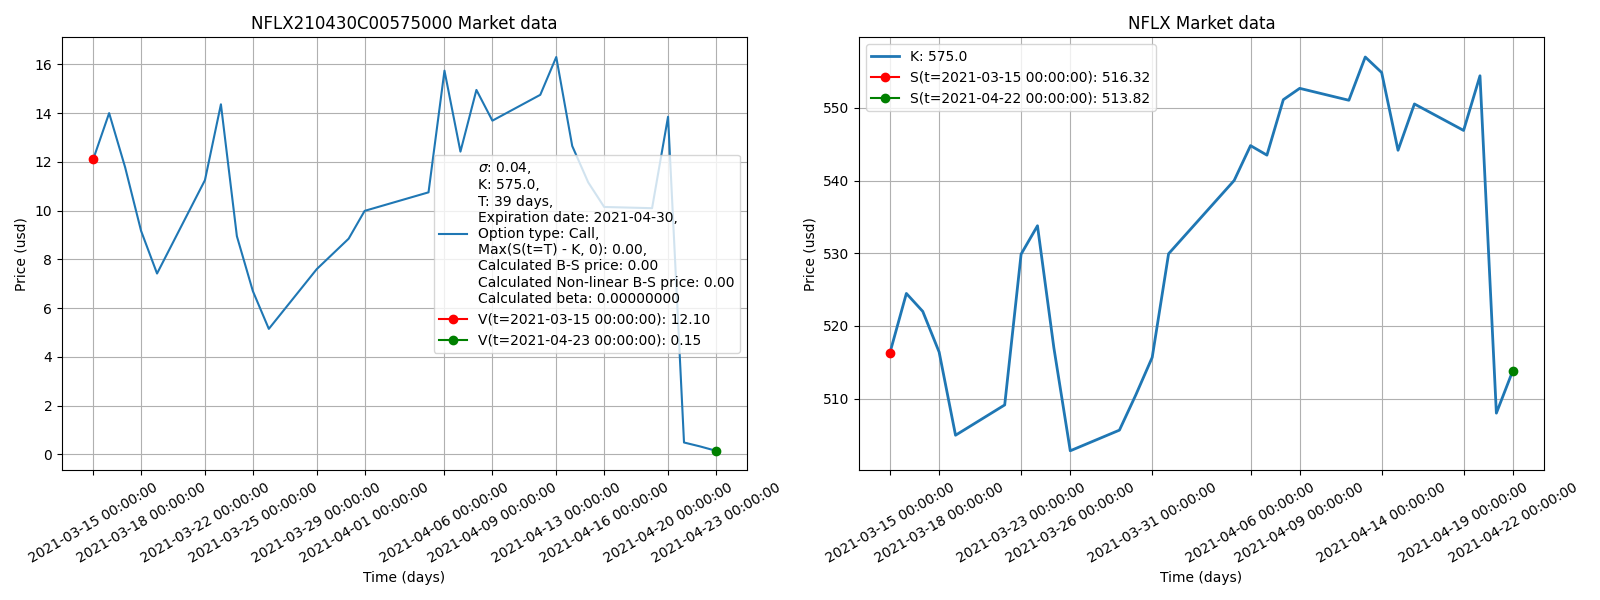 NFLX210430C00575000 Market data
Price (usd)
16
14
12
10
8
6
4
2
0
σ: 0.04,
K: 575.0,
T: 39 days,
Expiration date: 2021-04-30,
Option type: Call,
Max(S(t=T) - K, 0): 0.00,
Calculated B-S price: 0.00
Calculated Non-linear B-S price: 0.00
Calculated beta: 0.00000000
V(t=2021-03-15 00:00:00): 12.10
V(t=2021-04-23 00:00:00): 0.15
2021-03-15 00:00:00
2021-03-18 00:00:00
2021-03-22 00:00:00
2021-03-25 00:00:00
2021-03-29 00:00:00
2021-04-01 00:00:00
2021-04-06 00:00:00
2021-04-09 00:00:00
2021-04-13 00:00:00
2021-04-16 00:00:00
2021-04-20 00:00:00
2021-04-23 00:00:00
Time (days)
NFLX Market data
Price (usd)
550
540
530
520
510
K: 575.0
S(t=2021-03-15 00:00:00): 516.32
S(t=2021-04-22 00:00:00): 513.82
2021-03-15 00:00:00
2021-03-18 00:00:00
2021-03-23 00:00:00
2021-03-26 00:00:00
2021-03-31 00:00:00
2021-04-06 00:00:00
2021-04-09 00:00:00
2021-04-14 00:00:00
2021-04-19 00:00:00
2021-04-22 00:00:00
Time (days)